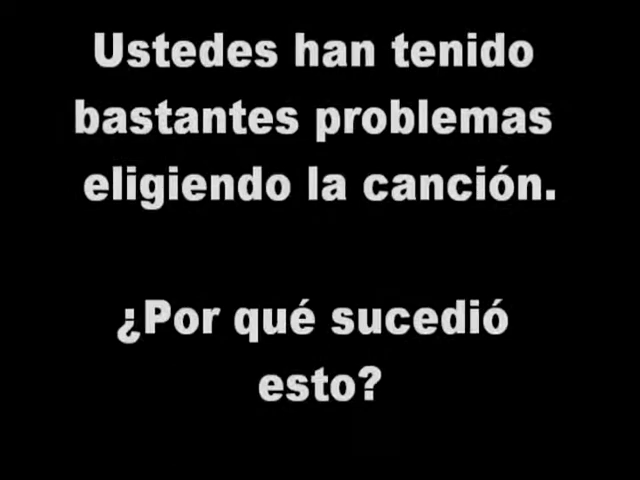 Ustedes han tenido
bastantes problemas
eligiendo la canción.
¿Por qué sucedió
esto?